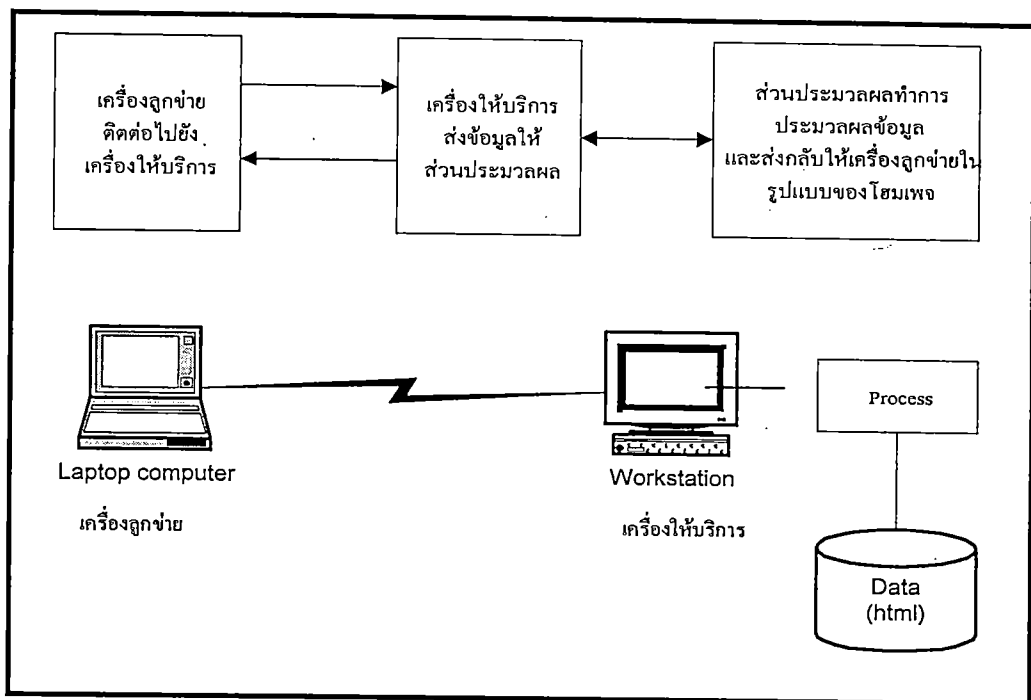 เครื่องลูกข่าย
ติดต่อไปยัง
เครื่องให้บริการ
เครื่องให้บริการ
ส่งข้อมูลให้
ส่วนประมวลผล
ส่วนประมวลผลทำการ
ประมวลผลข้อมูล
และส่งกลับให้เครื่องลูกข่ายใน
รูปแบบของโฮมเพจ
Process
Laptop computer
Workstation
เครื่องลูกข่าย
เครื่องให้บริการ
Data
(html)